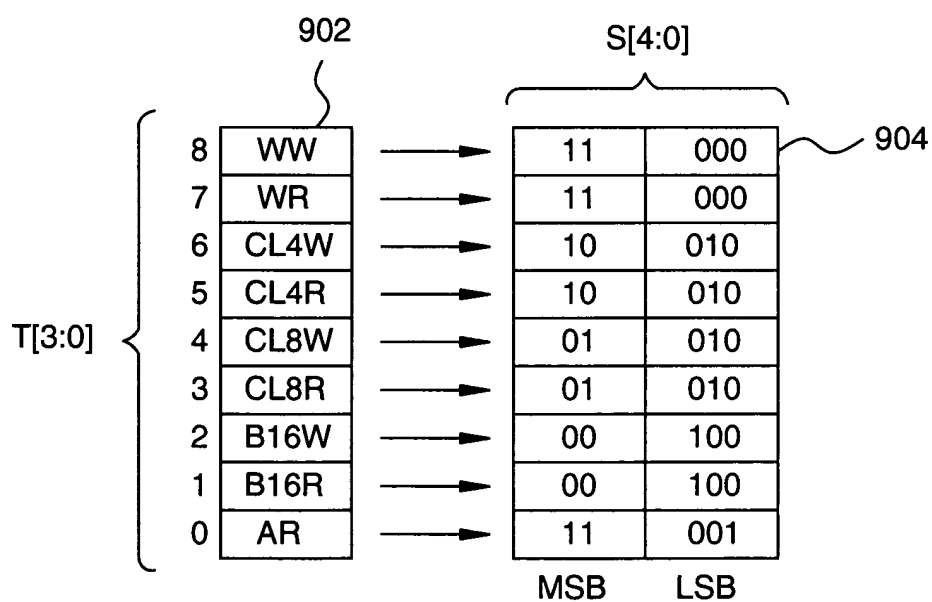 902
S[4:0]
8 WW 11 000 904
7 WR 11 000
6 CL4W 10 010
5 CL4R 10 010
T[3:0]
4 CL8W 01 010
3 CL8R 01 010
2 B16W 00 100
1 B16R 00 100
0 AR 11 001
MSB LSB